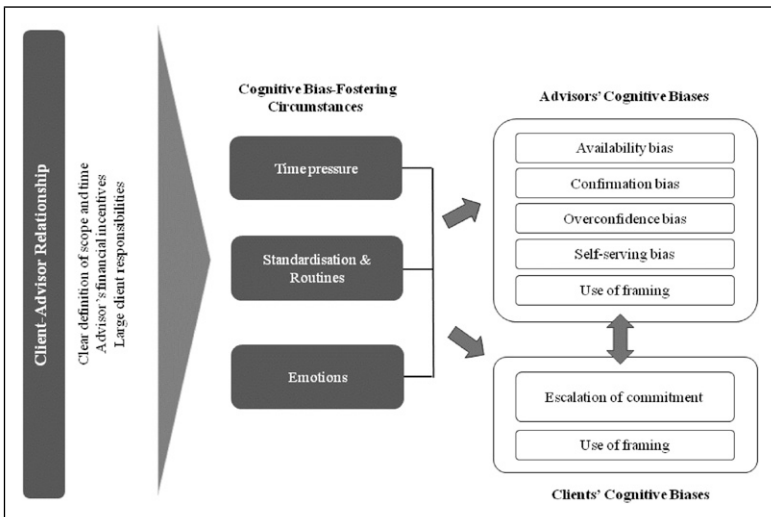 Client-Advisor Relationship
Clear definition of scope and time
Advisor's financial incentives
Large client responsibilities
Cognitive Bias-Fostering
Circumstances
Time pressure
Standardisation &
Routines
Emotions
Advisors' Cognitive Biases
Availability bias
Confirmation bias
Overconfidence bias
Self-serving bias
Use of framing
Escalation of commitment
Use of framing
Clients' Cognitive Biases